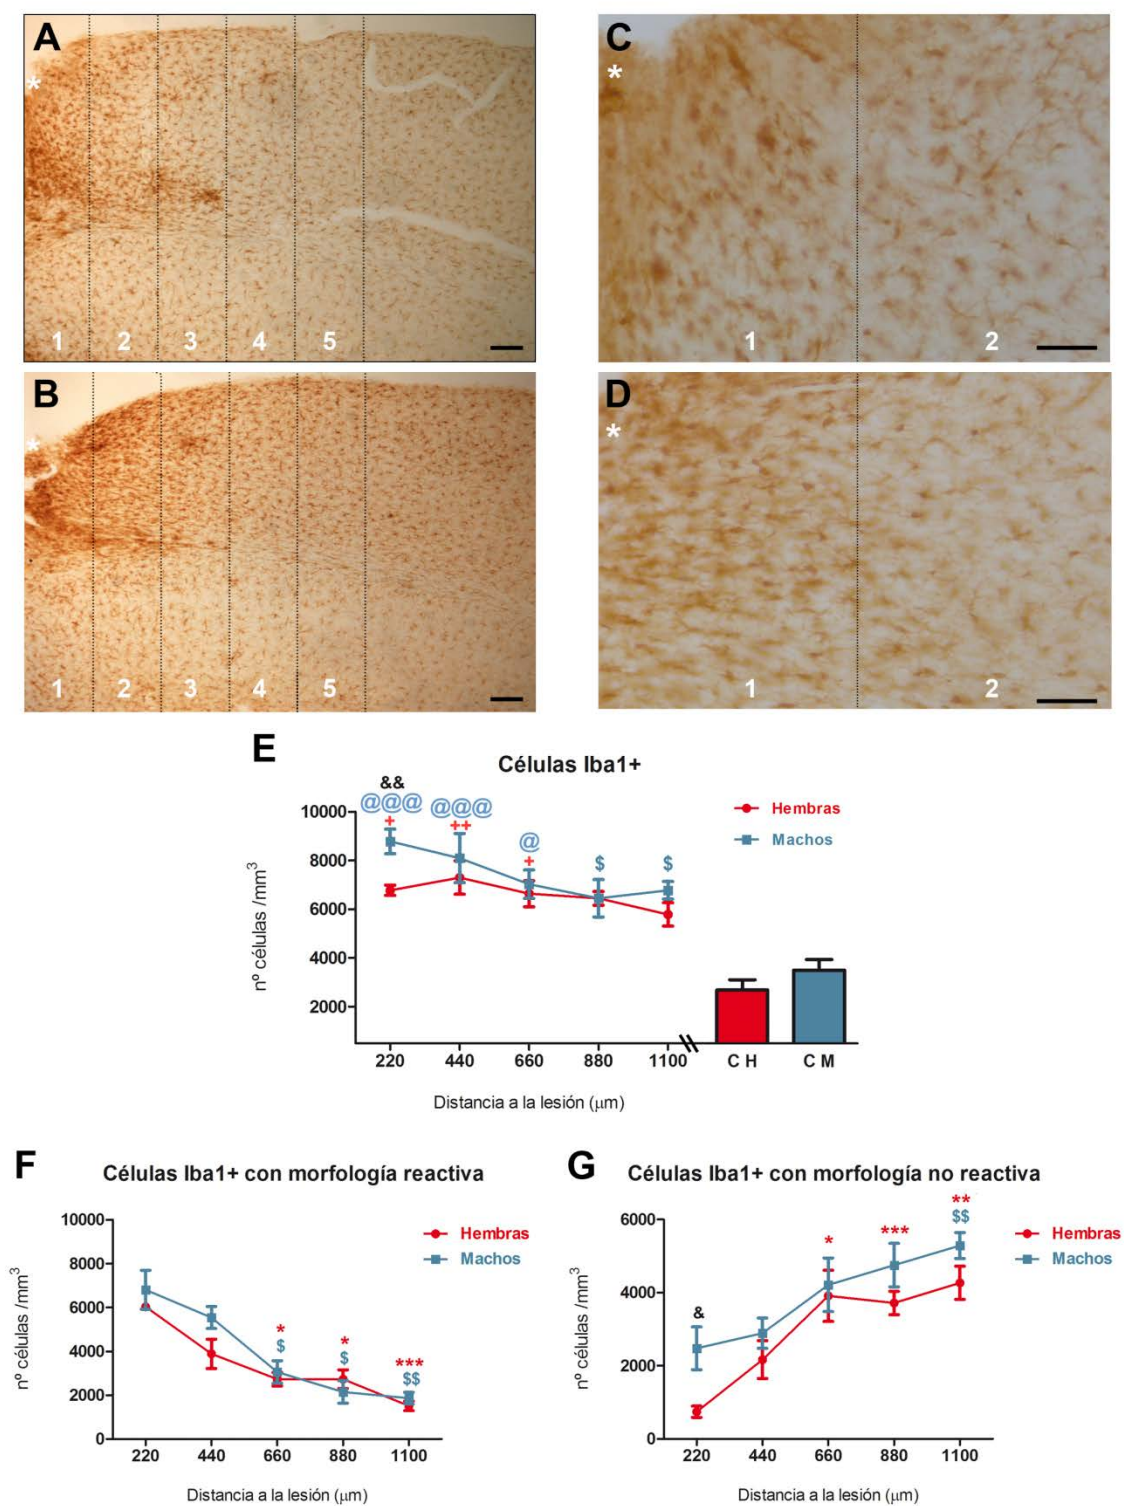 A
*
1 2 3 4 5
B
*
1 2 3 4 5
C
*
1 2
D
*
1 2
E
Células Iba1+
&&
@@@ @@@ @ $ $
+ ++ +
Hembras
Machos
nº células /mm³
10000
8000
6000
4000
2000
220 440 660 880 1100 C H C M
Distancia a la lesión (μm)
F
Células Iba1+ con morfología reactiva
Hembras
Machos
* * ***
$ $ $$
nº células /mm³
10000
8000
6000
4000
2000
0
220 440 660 880 1100
Distancia a la lesión (μm)
G
Células Iba1+ con morfología no reactiva
Hembras
Machos
& * *** **
$$
nº células /mm³
6000
4000
2000
0
220 440 660 880 1100
Distancia a la lesión (μm)